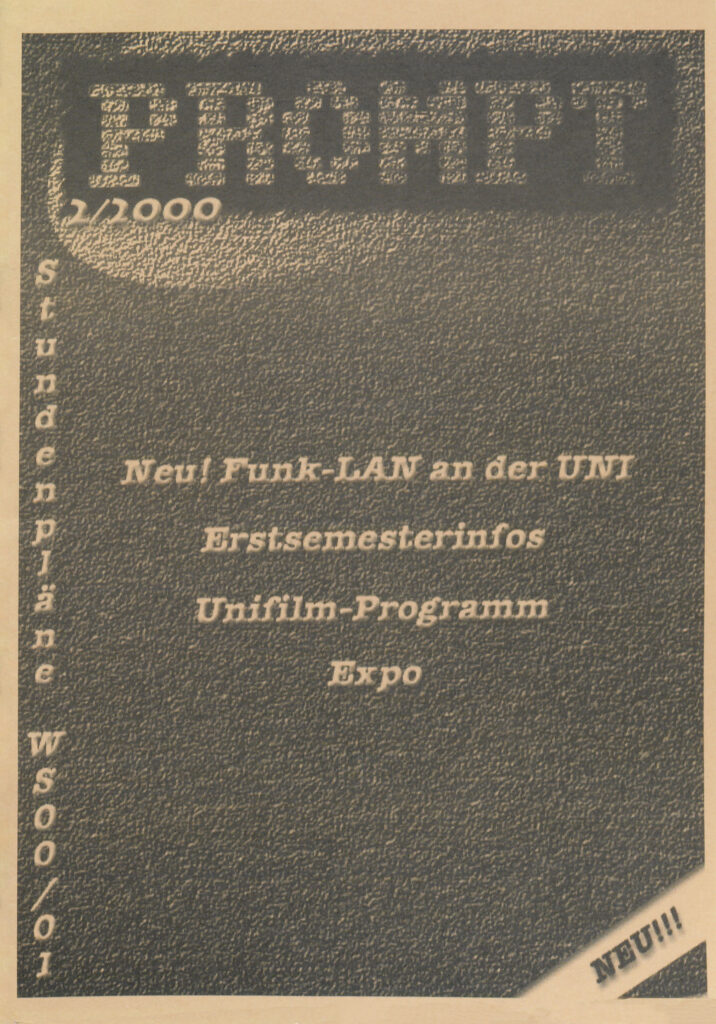 PROMPT
2/2000
Stundenpläne WS00/01
Neu! Funk-LAN an der UNI
Erstsemesterinfos
Unifilm-Programm
Expo
NEU!!!